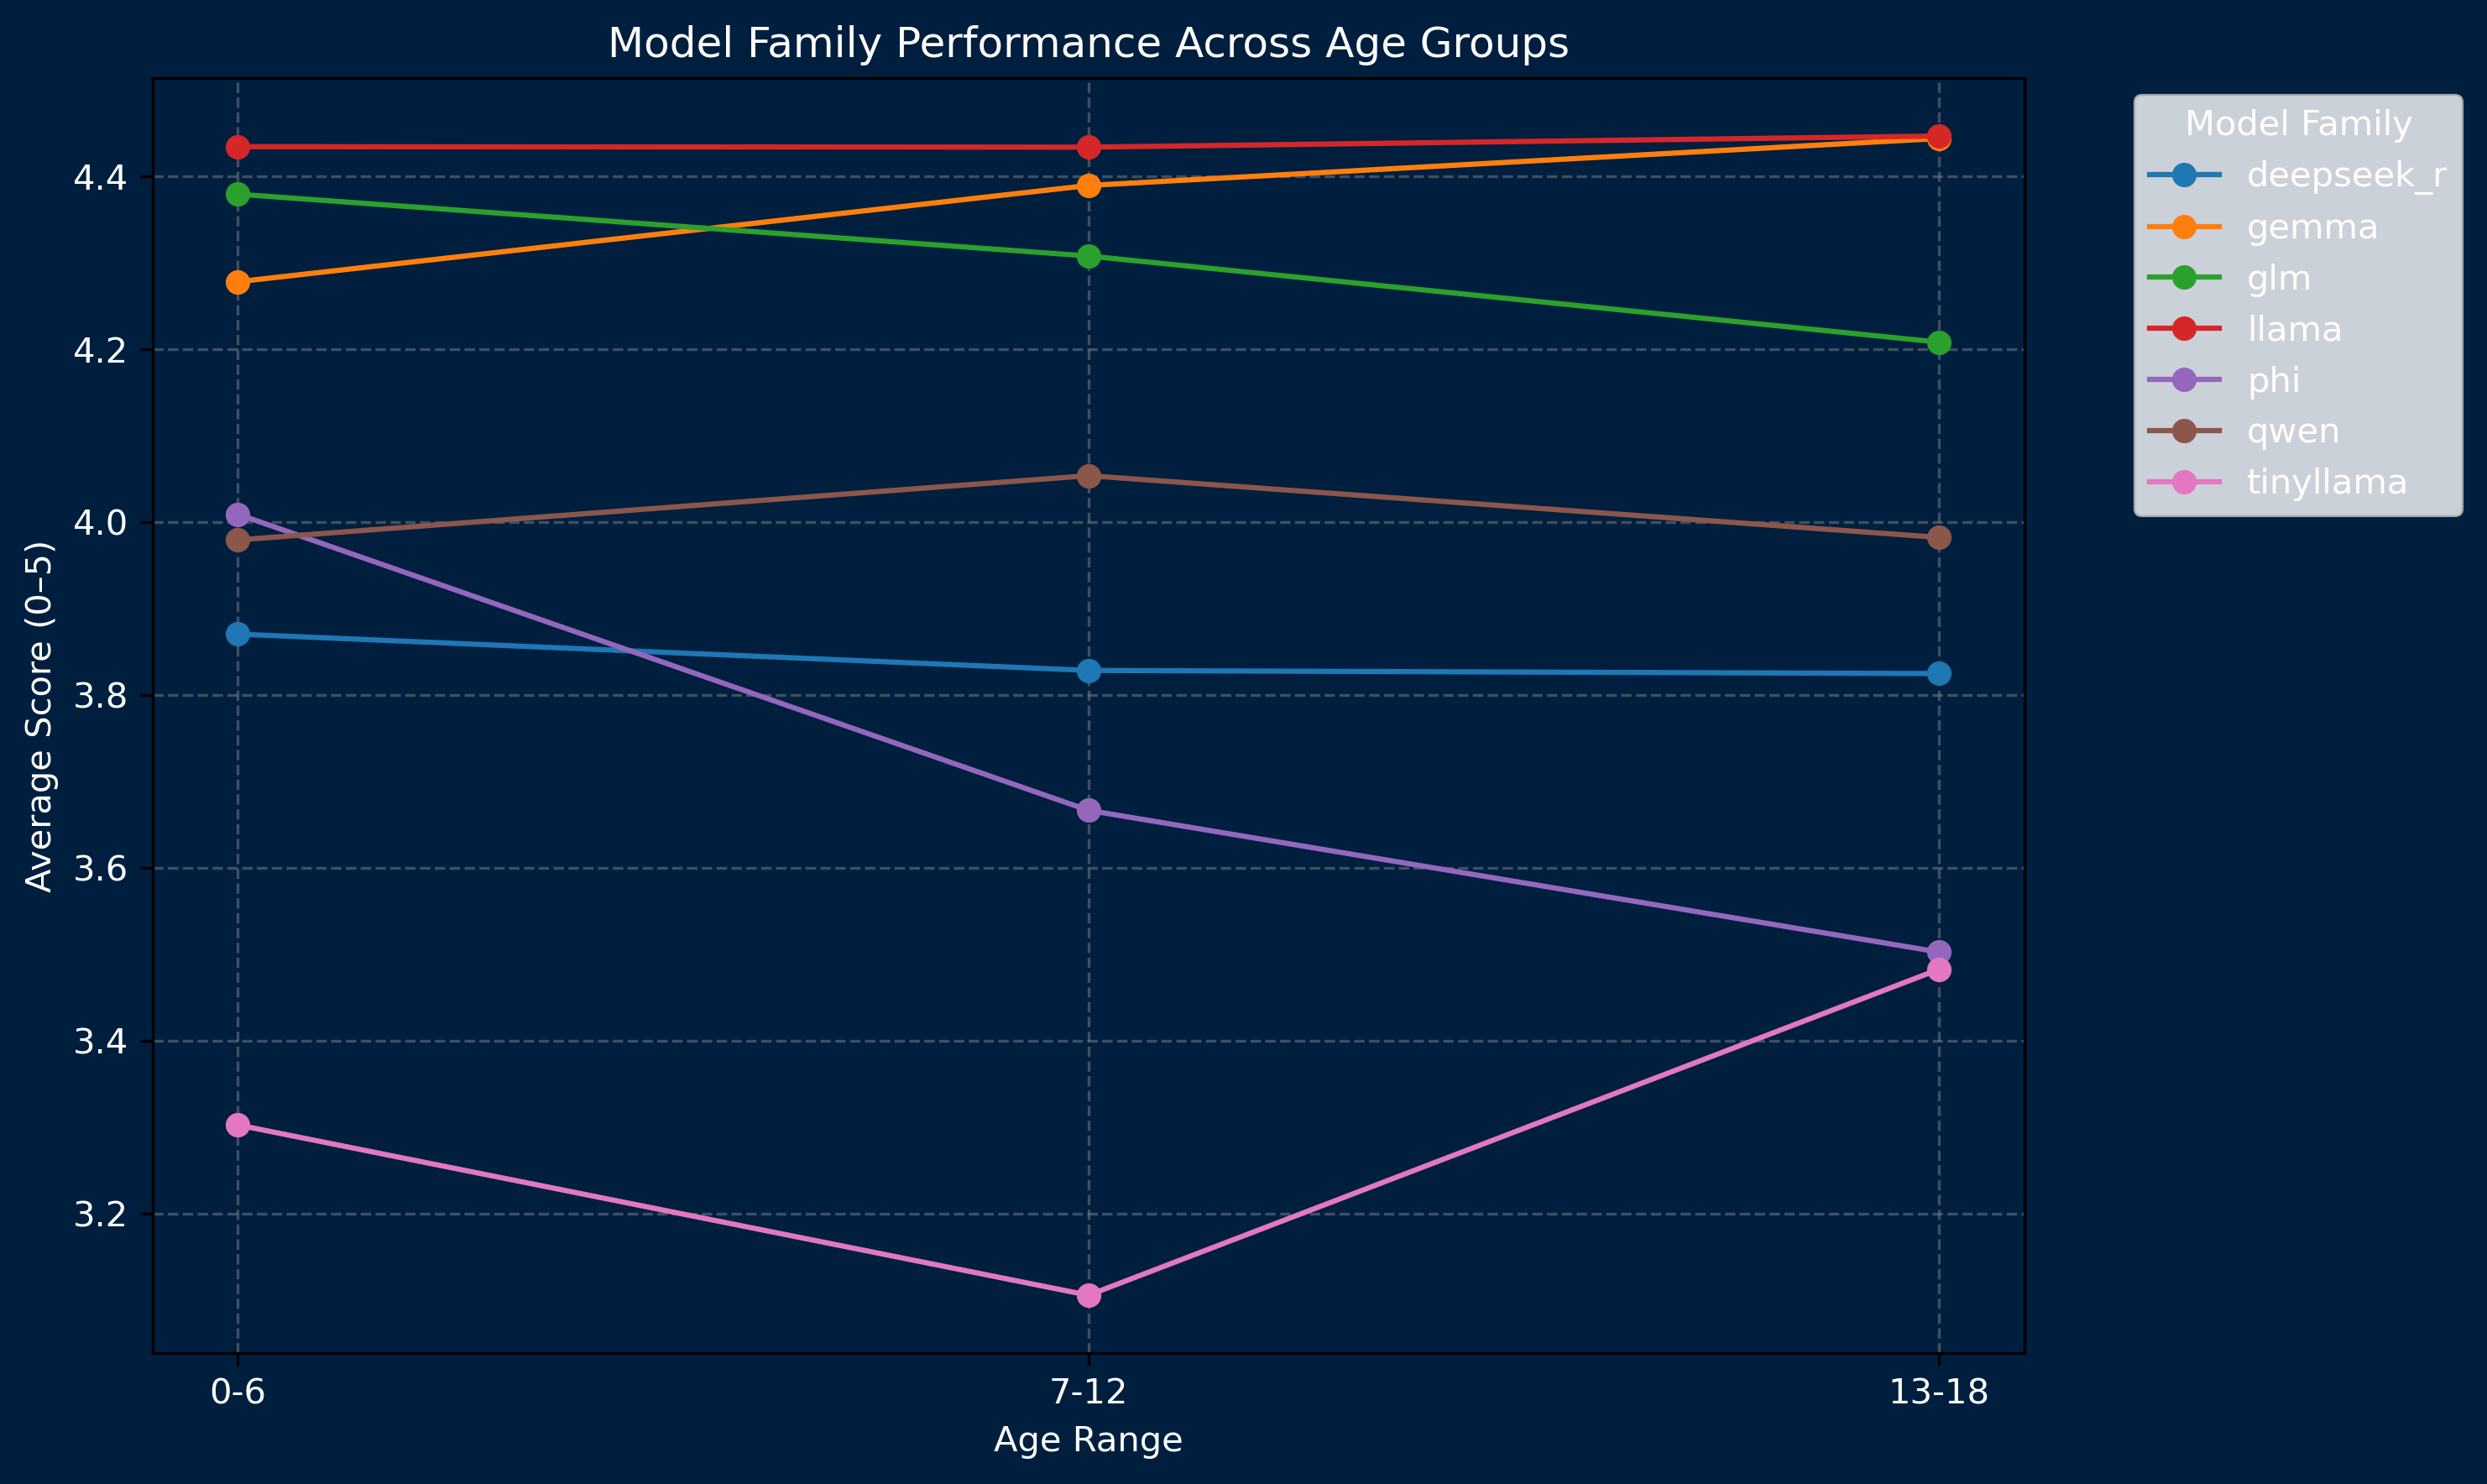 Model Family Performance Across Age Groups
Average Score (0–5)
4.4
4.2
4.0
3.8
3.6
3.4
3.2
0-6
7-12
13-18
Age Range
Model Family
deepseek_r
gemma
glm
llama
phi
qwen
tinyllama